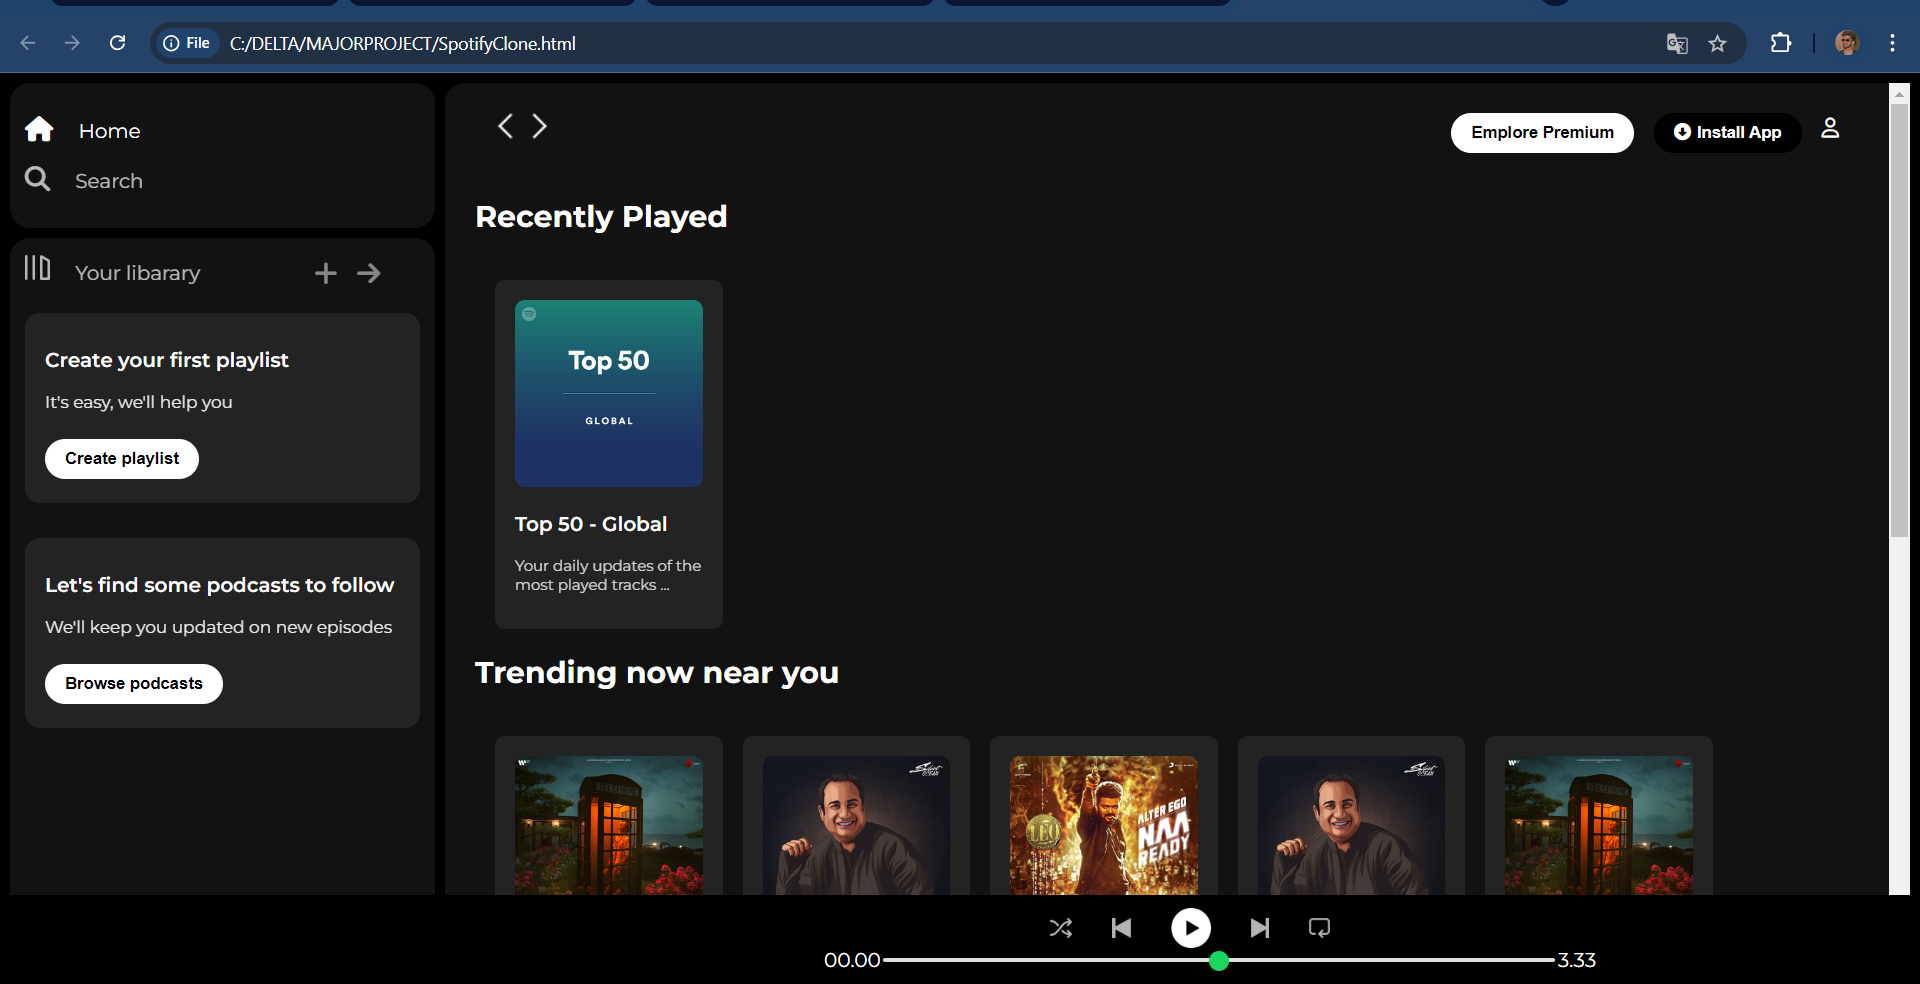 File
C:/DELTA/MAJORPROJECT/SpotifyClone.html
Home
Search
Your libarary
Create your first playlist
It's easy, we'll help you
Create playlist
Let's find some podcasts to follow
We'll keep you updated on new episodes
Browse podcasts
Emplore Premium
Install App
Recently Played
Top 50
GLOBAL
Top 50 - Global
Your daily updates of the
most played tracks ...
Trending now near you
TELEPHONE
LEO
ALTER EGO
NAA
READY
TELEPHONE
00.00
3.33